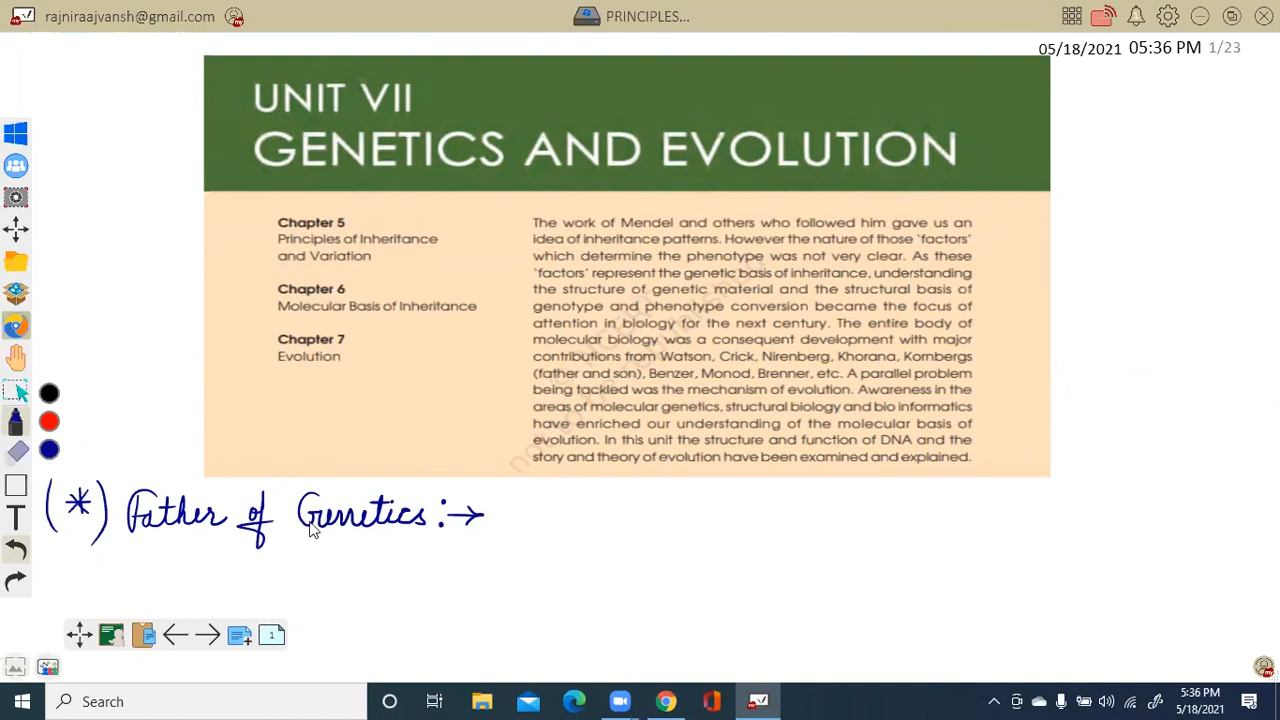 rajniraajvansh@gmail.com
PRINCIPLES...
05/18/2021 05:36 PM 1/23
UNIT VII
GENETICS AND EVOLUTION
Chapter 5
Principles of Inheritance
and Variation
Chapter 6
Molecular Basis of Inheritance
Chapter 7
Evolution
The work of Mendel and others who followed him gave us an
idea of inheritance patterns. However the nature of those ‘factors’
which determine the phenotype was not very clear. As these
‘factors’ represent the genetic basis of inheritance, understanding
the structure of genetic material and the structural basis of
genotype and phenotype conversion became the focus of
attention in biology for the next century. The entire body of
molecular biology was a consequent development with major
contributions from Watson, Crick, Nirenberg, Khorana, Kornbergs
(father and son), Benzer, Monod, Brenner, etc. A parallel problem
being tackled was the mechanism of evolution. Awareness in the
areas of molecular genetics, structural biology and bio informatics
have enriched our understanding of the molecular basis of
evolution. In this unit the structure and function of DNA and the
story and theory of evolution have been examined and explained.
(*) Father of Genetics :→
1
Search
5:36 PM
5/18/2021